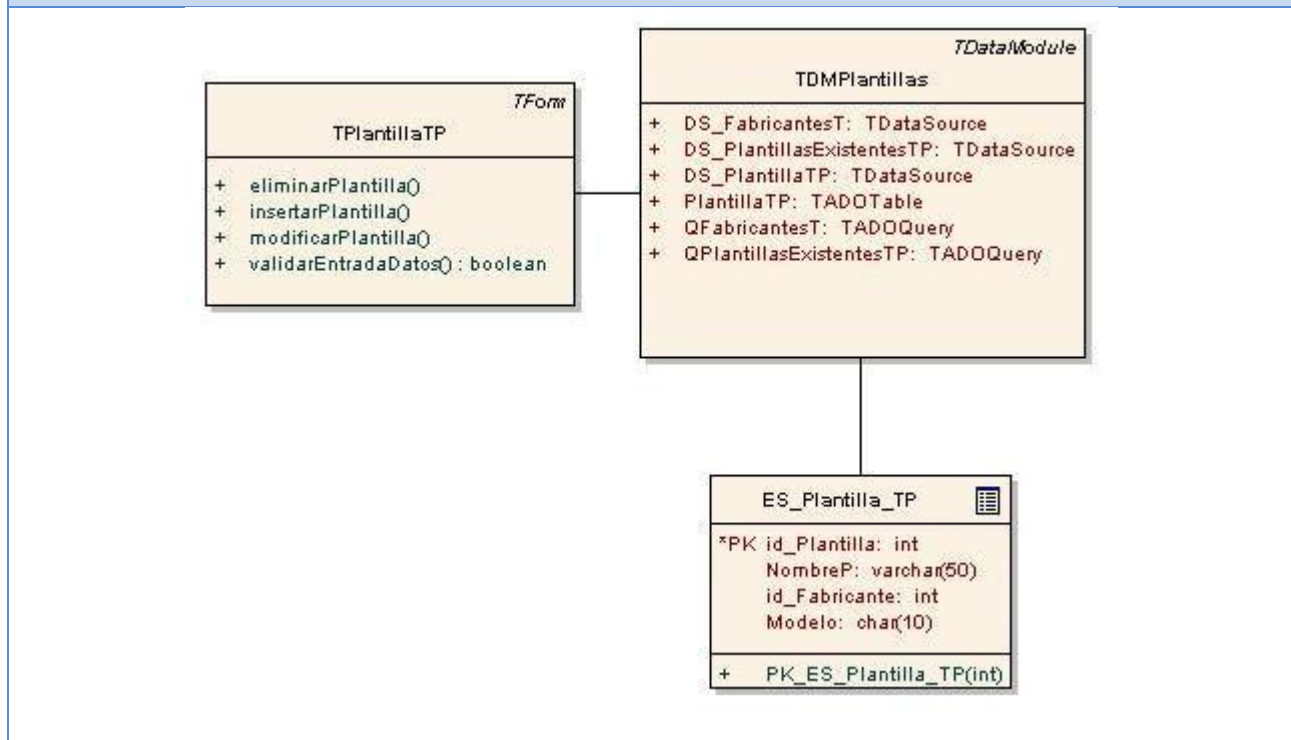 TForm
TPlantillaTP
+ eliminarPlantilla()
+ insertarPlantilla()
+ modificarPlantilla()
+ validarEntradaDatos() : boolean
TDataModule
TDMPlantillas
+ DS_FabricantesT: TDataSource
+ DS_PlantillasExistentesTP: TDataSource
+ DS_PlantillaTP: TDataSource
+ PlantillaTP: TADOTable
+ QFabricantesT: TADOQuery
+ QPlantillasExistentesTP: TADOQuery
ES_Plantilla_TP
*PK id_Plantilla: int
NombreP: varchar(50)
id_Fabricante: int
Modelo: char(10)
+ PK_ES_Plantilla_TP(int)